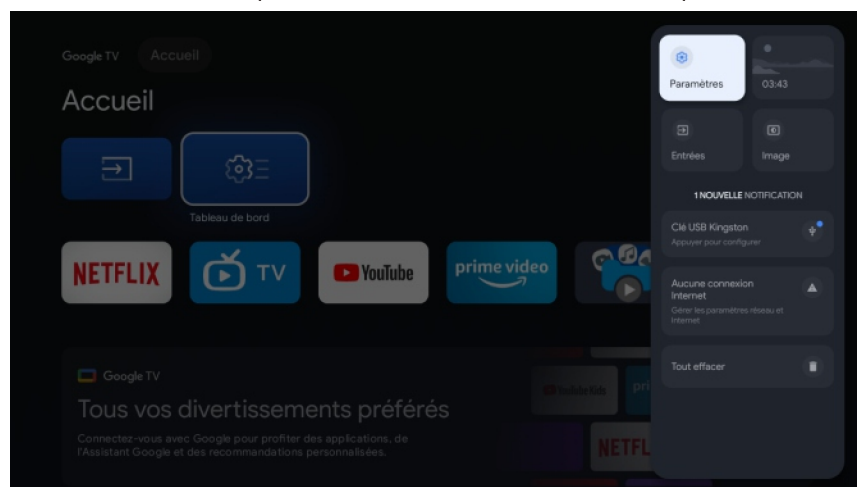 Google TV
Accueil
Accueil
Tableau de bord
NETFLIX
TV
YouTube
prime video
Google TV
Tous vos divertissements préférés
Connectez-vous avec Google pour profiter des applications, de
l'Assistant Google et des recommandations personnalisées.
YouTube Kids
pri
NETFL
Paramètres
03:43
Entrées
Image
1 NOUVELLE NOTIFICATION
Clé USB Kingston
Appuyer pour configurer
Aucune connexion
Internet
Gérer les paramètres réseau et
Internet
Tout effacer